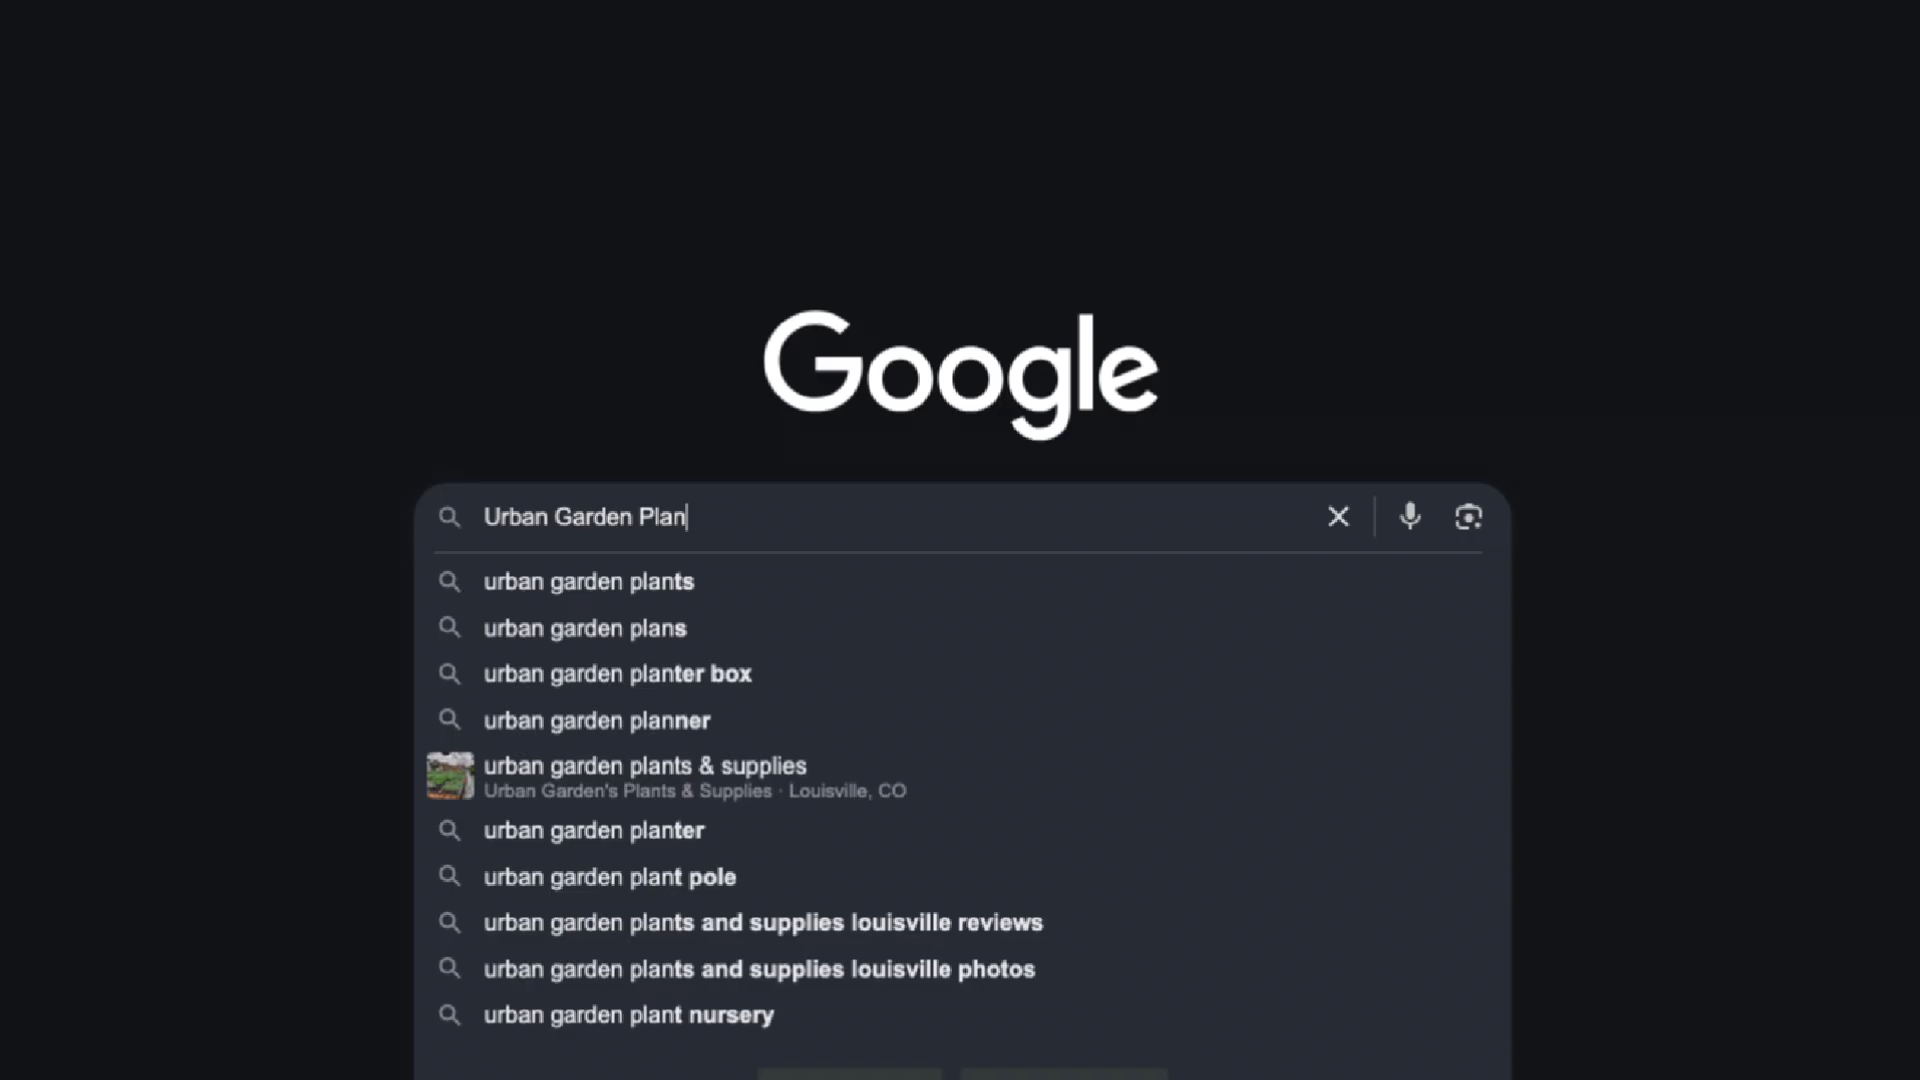 Google
Urban Garden Plan
urban garden plants
urban garden plans
urban garden planter box
urban garden planner
urban garden plants & supplies
Urban Garden's Plants & Supplies · Louisville, CO
urban garden planter
urban garden plant pole
urban garden plants and supplies louisville reviews
urban garden plants and supplies louisville photos
urban garden plant nursery